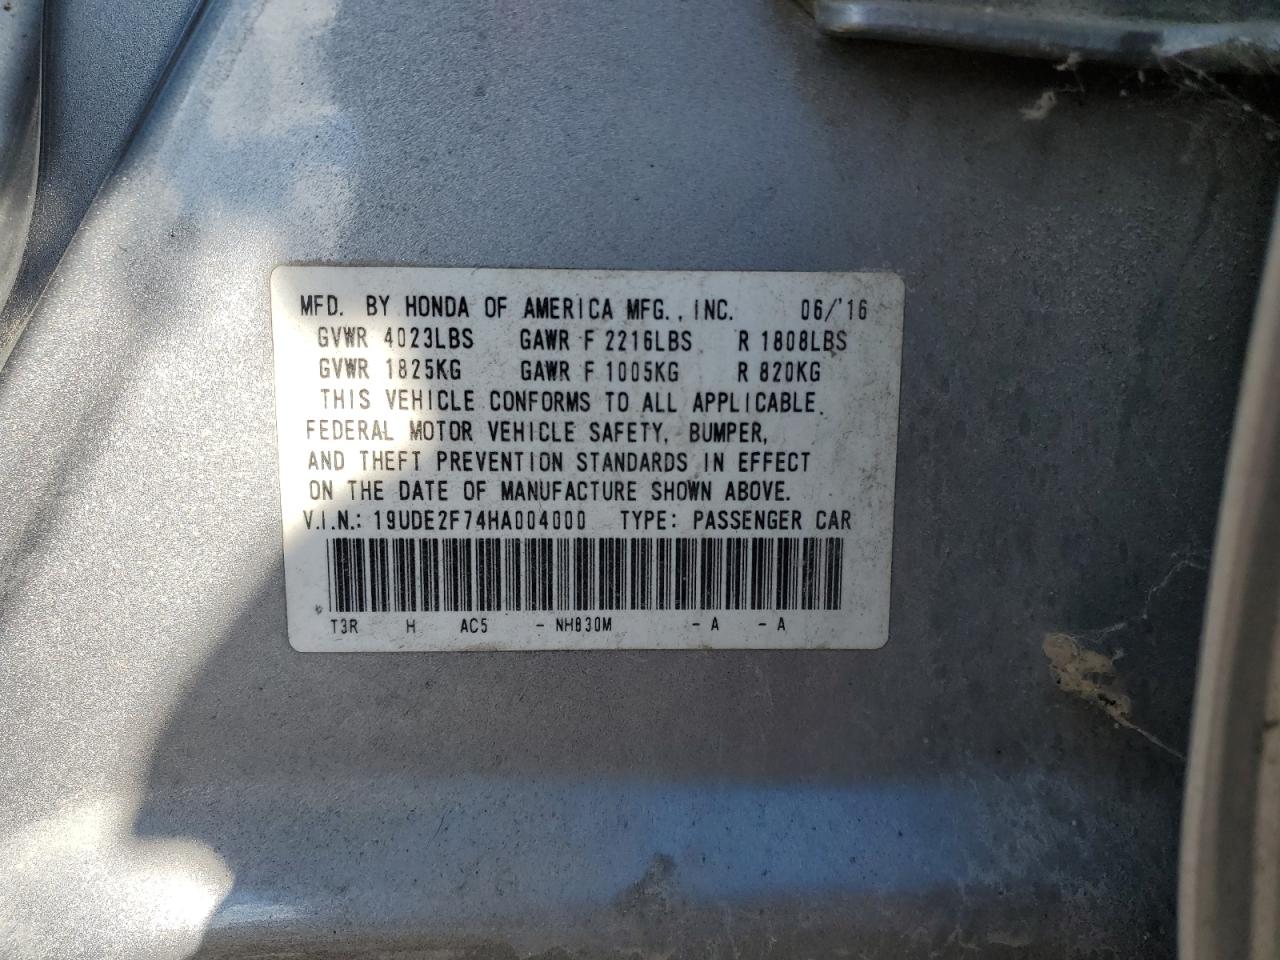 MFD. BY HONDA OF AMERICA MFG., INC. 06/'16
GVWR 4023LBS GAWR F 2216LBS R 1808LBS
GVWR 1825KG GAWR F 1005KG R 820KG
THIS VEHICLE CONFORMS TO ALL APPLICABLE
FEDERAL MOTOR VEHICLE SAFETY, BUMPER,
AND THEFT PREVENTION STANDARDS IN EFFECT
ON THE DATE OF MANUFACTURE SHOWN ABOVE.
V.I.N.: 19UDE2F74HA004000 TYPE: PASSENGER CAR
T3R H AC5 - NH830M - A - A